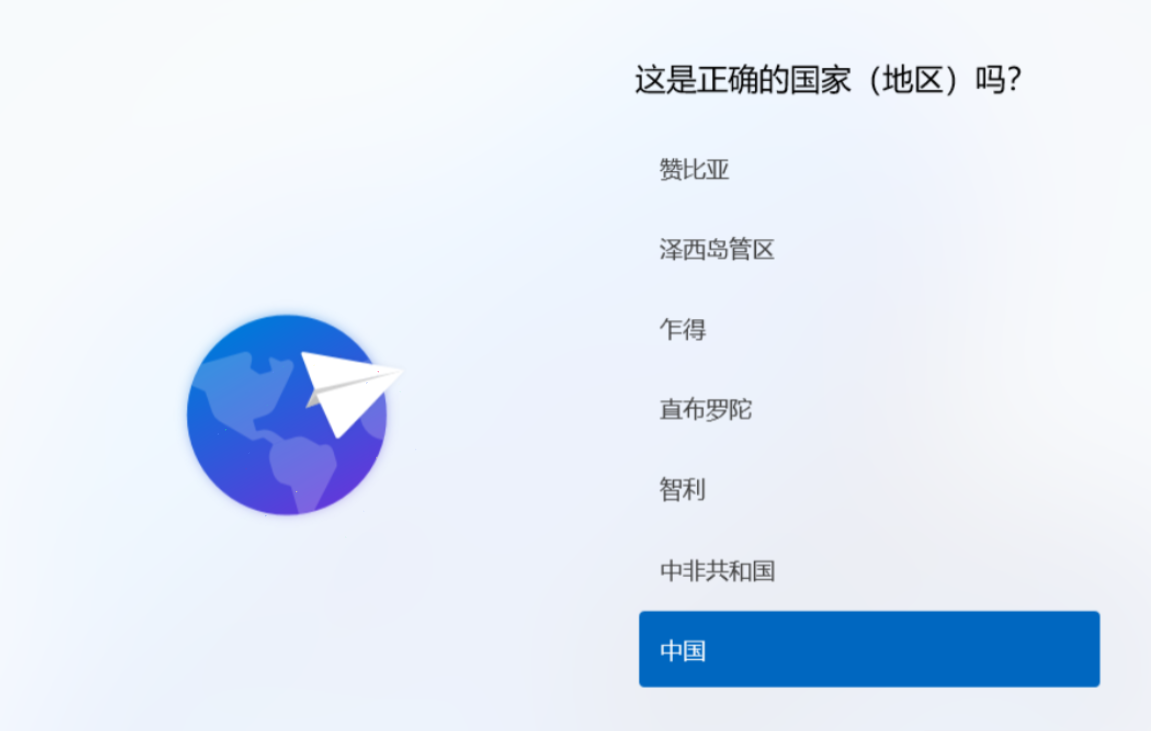 这是正确的国家（地区）吗？
赞比亚
泽西岛管区
乍得
直布罗陀
智利
中非共和国
中国